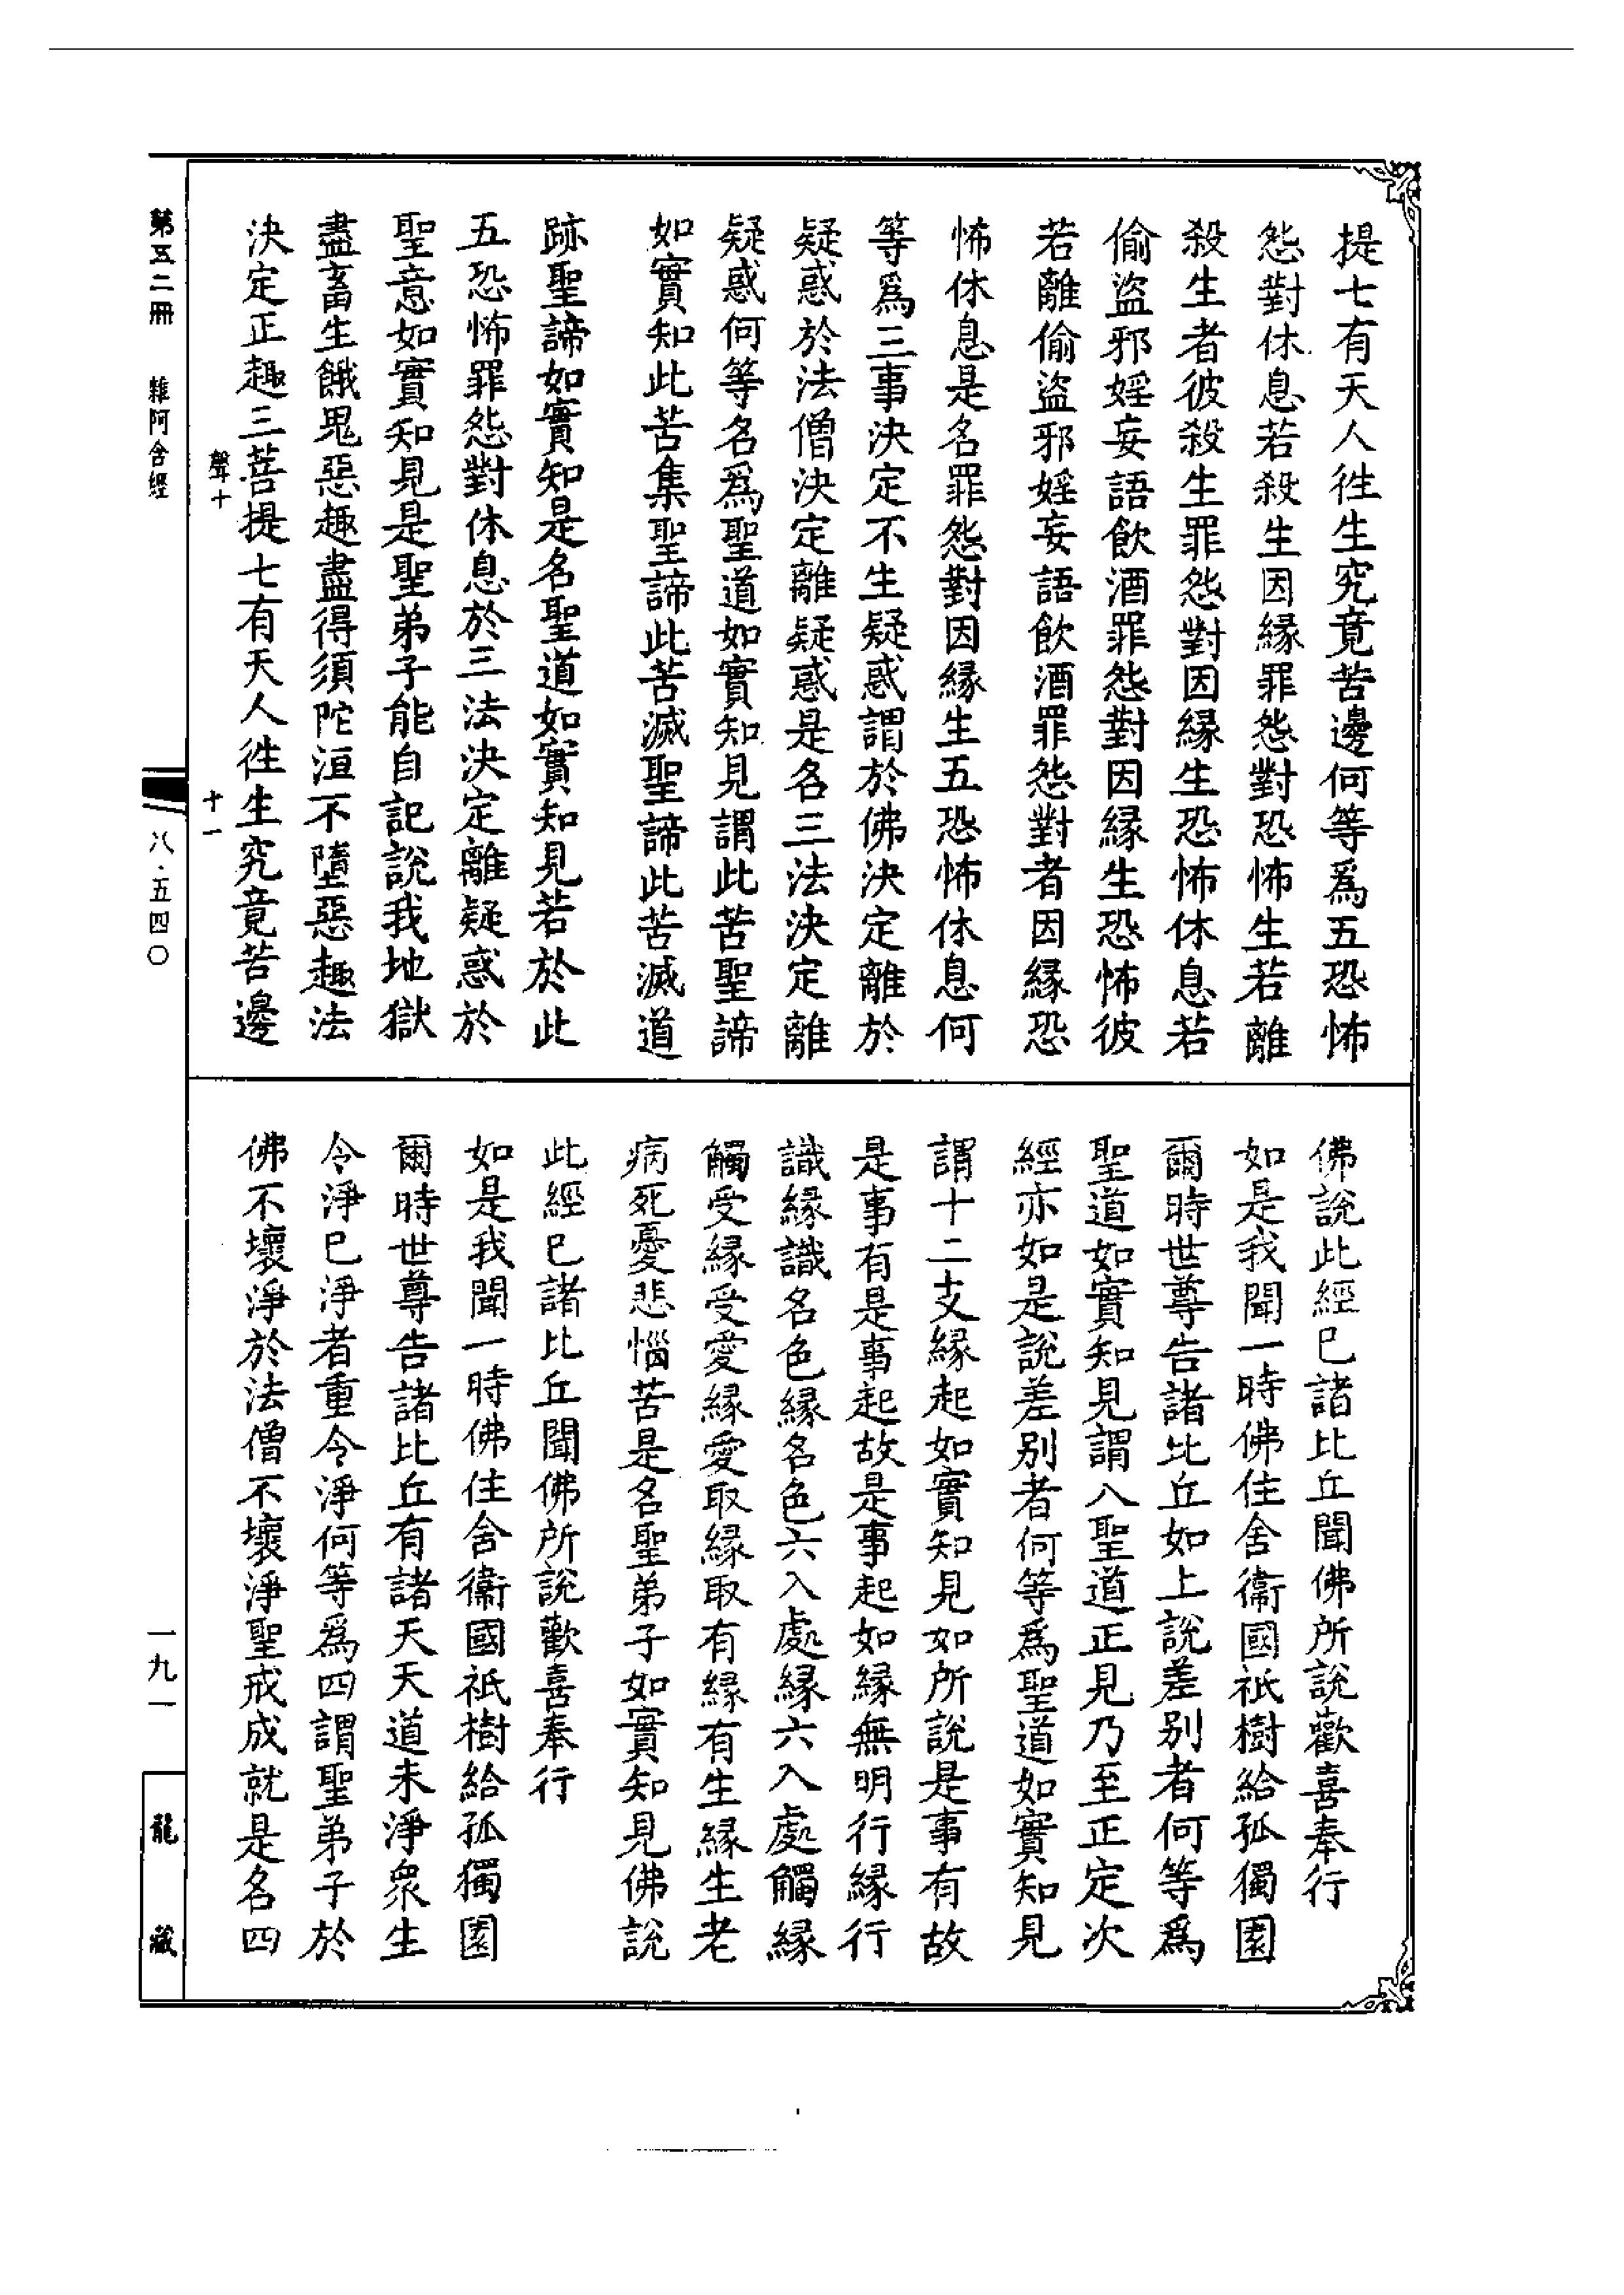 提七有天人往生究竟苦邊何等爲五恐怖
怨對休息若殺生因緣罪怨對恐怖生若離
殺生者彼殺生罪怨對因緣生恐怖休息若
偷盜邪婬妄語飲酒罪怨對因緣生恐怖彼
若離偷盜邪婬妄語飲酒罪怨對者因緣恐
怖休息是名罪怨對因緣生五恐怖休息何
等爲三事決定不生疑惑謂於佛決定離於
疑惑於法僧決定離疑惑是名三法決定離
疑惑何等名爲聖道如實知見謂此苦聖諦
如實知此苦集聖諦此苦滅聖諦此苦滅道
跡聖諦如實知是名聖道如實知見若於此
五恐怖罪怨對休息於三法決定離疑惑於
聖意如實知見是聖弟子能自記說我地獄
盡畜生餓鬼惡趣盡得須陀洹不墮惡趣法
決定正趣三菩提七有天人往生究竟苦邊
佛說此經已諸比丘聞佛所說歡喜奉行
如是我聞一時佛住舍衞國祇樹給孤獨園
爾時世尊告諸比丘如上說差別者何等爲
聖道如實知見謂八聖道正見乃至正定次
經亦如是說差別者何等爲聖道如實知見
謂十二支緣起如實知見如所說是事有故
是事有是事起故是事起如緣無明行緣行
識緣識名色緣名色六入處緣六入處觸緣
觸受緣受愛緣愛取緣取有緣有生緣生老
病死憂悲惱苦是名聖弟子如實知見佛說
此經已諸比丘聞佛所說歡喜奉行
如是我聞一時佛住舍衞國祇樹給孤獨園
爾時世尊告諸比丘有諸天天道未淨衆生
令淨已淨者重令淨何等爲四謂聖弟子於
佛不壞淨於法僧不壞淨聖戒成就是名四
聲十
十一
第五二冊 雜阿含經
八·五四〇
一九一
龍藏